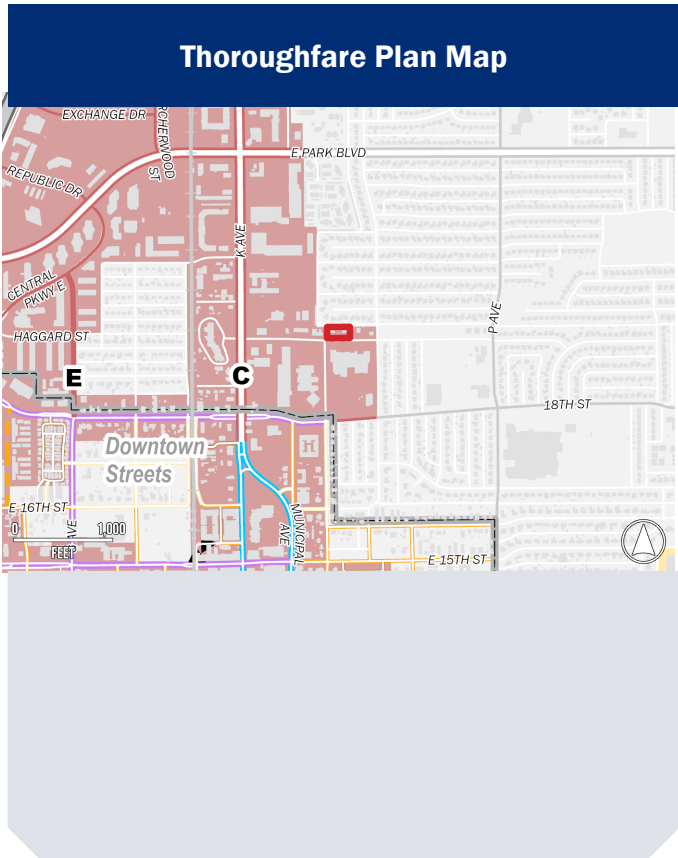 Thoroughfare Plan Map
EXCHANGE DR
RCHERWOOD
ST
E PARK BLVD
REPUBLIC DR
K AVE
CENTRAL
PKWY E
P AVE
HAGGARD ST
E
C
18TH ST
Downtown
Streets
E 16TH ST
0 1,000
FEET
AVE
MUNICIPAL
AVE
E 15TH ST